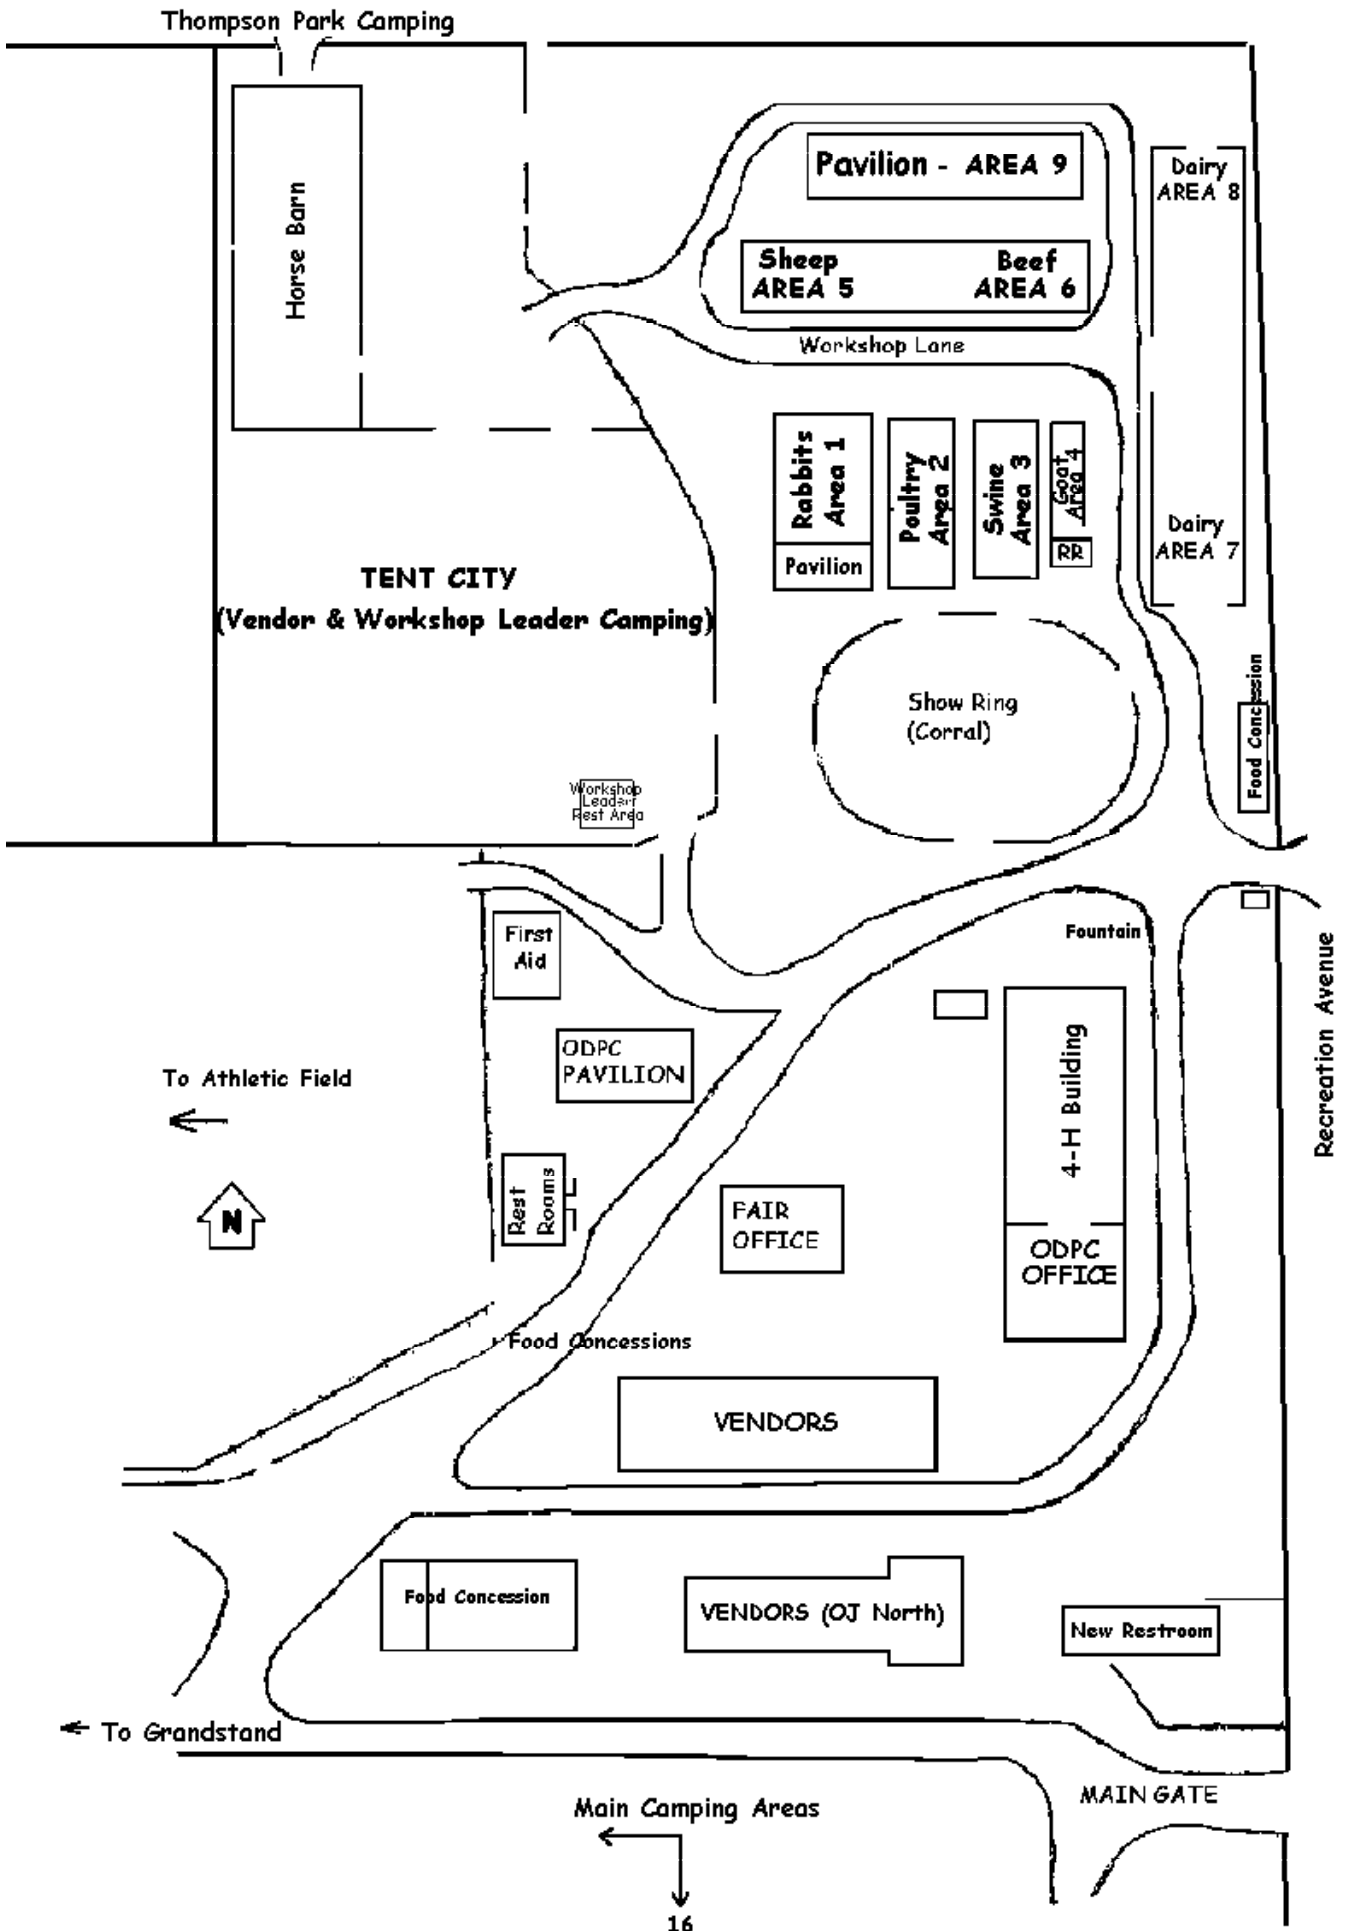 Thompson Park Camping
Pavilion - AREA 9
Dairy
AREA 8
Horse Barn
Sheep
AREA 5
Beef
AREA 6
Workshop Lane
Rabbits
Area 1
Poultry
Area 2
Swine
Area 3
Goat
Area 4
RR
Pavilion
Dairy
AREA 7
TENT CITY
(Vendor & Workshop Leader Camping)
Show Ring
(Corral)
Food Concession
Workshop
Leader
Rest Area
First
Aid
Fountain
Recreation Avenue
ODPC
PAVILION
4-H Building
To Athletic Field
Rest
Rooms
N
FAIR
OFFICE
ODPC
OFFICE
Food Concessions
VENDORS
Food Concession
VENDORS (OJ North)
New Restroom
To Grandstand
MAIN GATE
Main Camping Areas
16